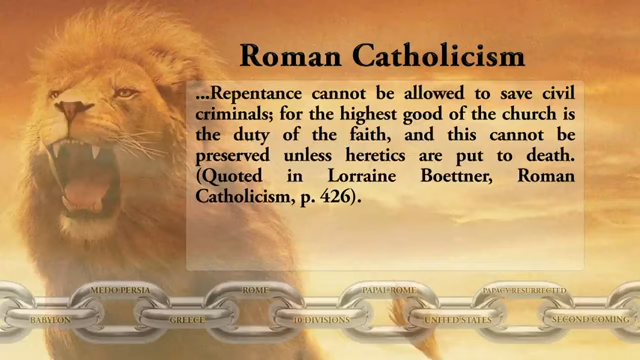 Roman Catholicism
...Repentance cannot be allowed to save civil
criminals; for the highest good of the church is
the duty of the faith, and this cannot be
preserved unless heretics are put to death.
(Quoted in Lorraine Boettner, Roman
Catholicism, p. 426).
MEDO PERSIA ROME PAPAL ROME PAPACY RESURRECTED
BABYLON GREECE 10 DIVISIONS UNITED STATES SECOND COMING